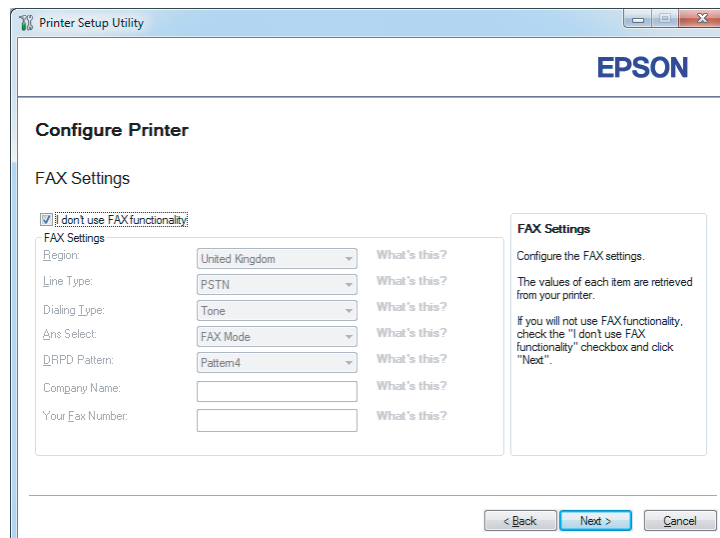 Printer Setup Utility
EPSON
Configure Printer
FAX Settings
I don't use FAX functionality
FAX Settings
Region: United Kingdom What's this?
Line Type: PSTN What's this?
Dialing Type: Tone What's this?
Ans Select: FAX Mode What's this?
DRPD Pattern: Pattern4 What's this?
Company Name: What's this?
Your Fax Number: What's this?
FAX Settings
Configure the FAX settings.
The values of each item are retrieved
from your printer.
If you will not use FAX functionality,
check the "I don't use FAX
functionality" checkbox and click
"Next".
< Back Next > Cancel